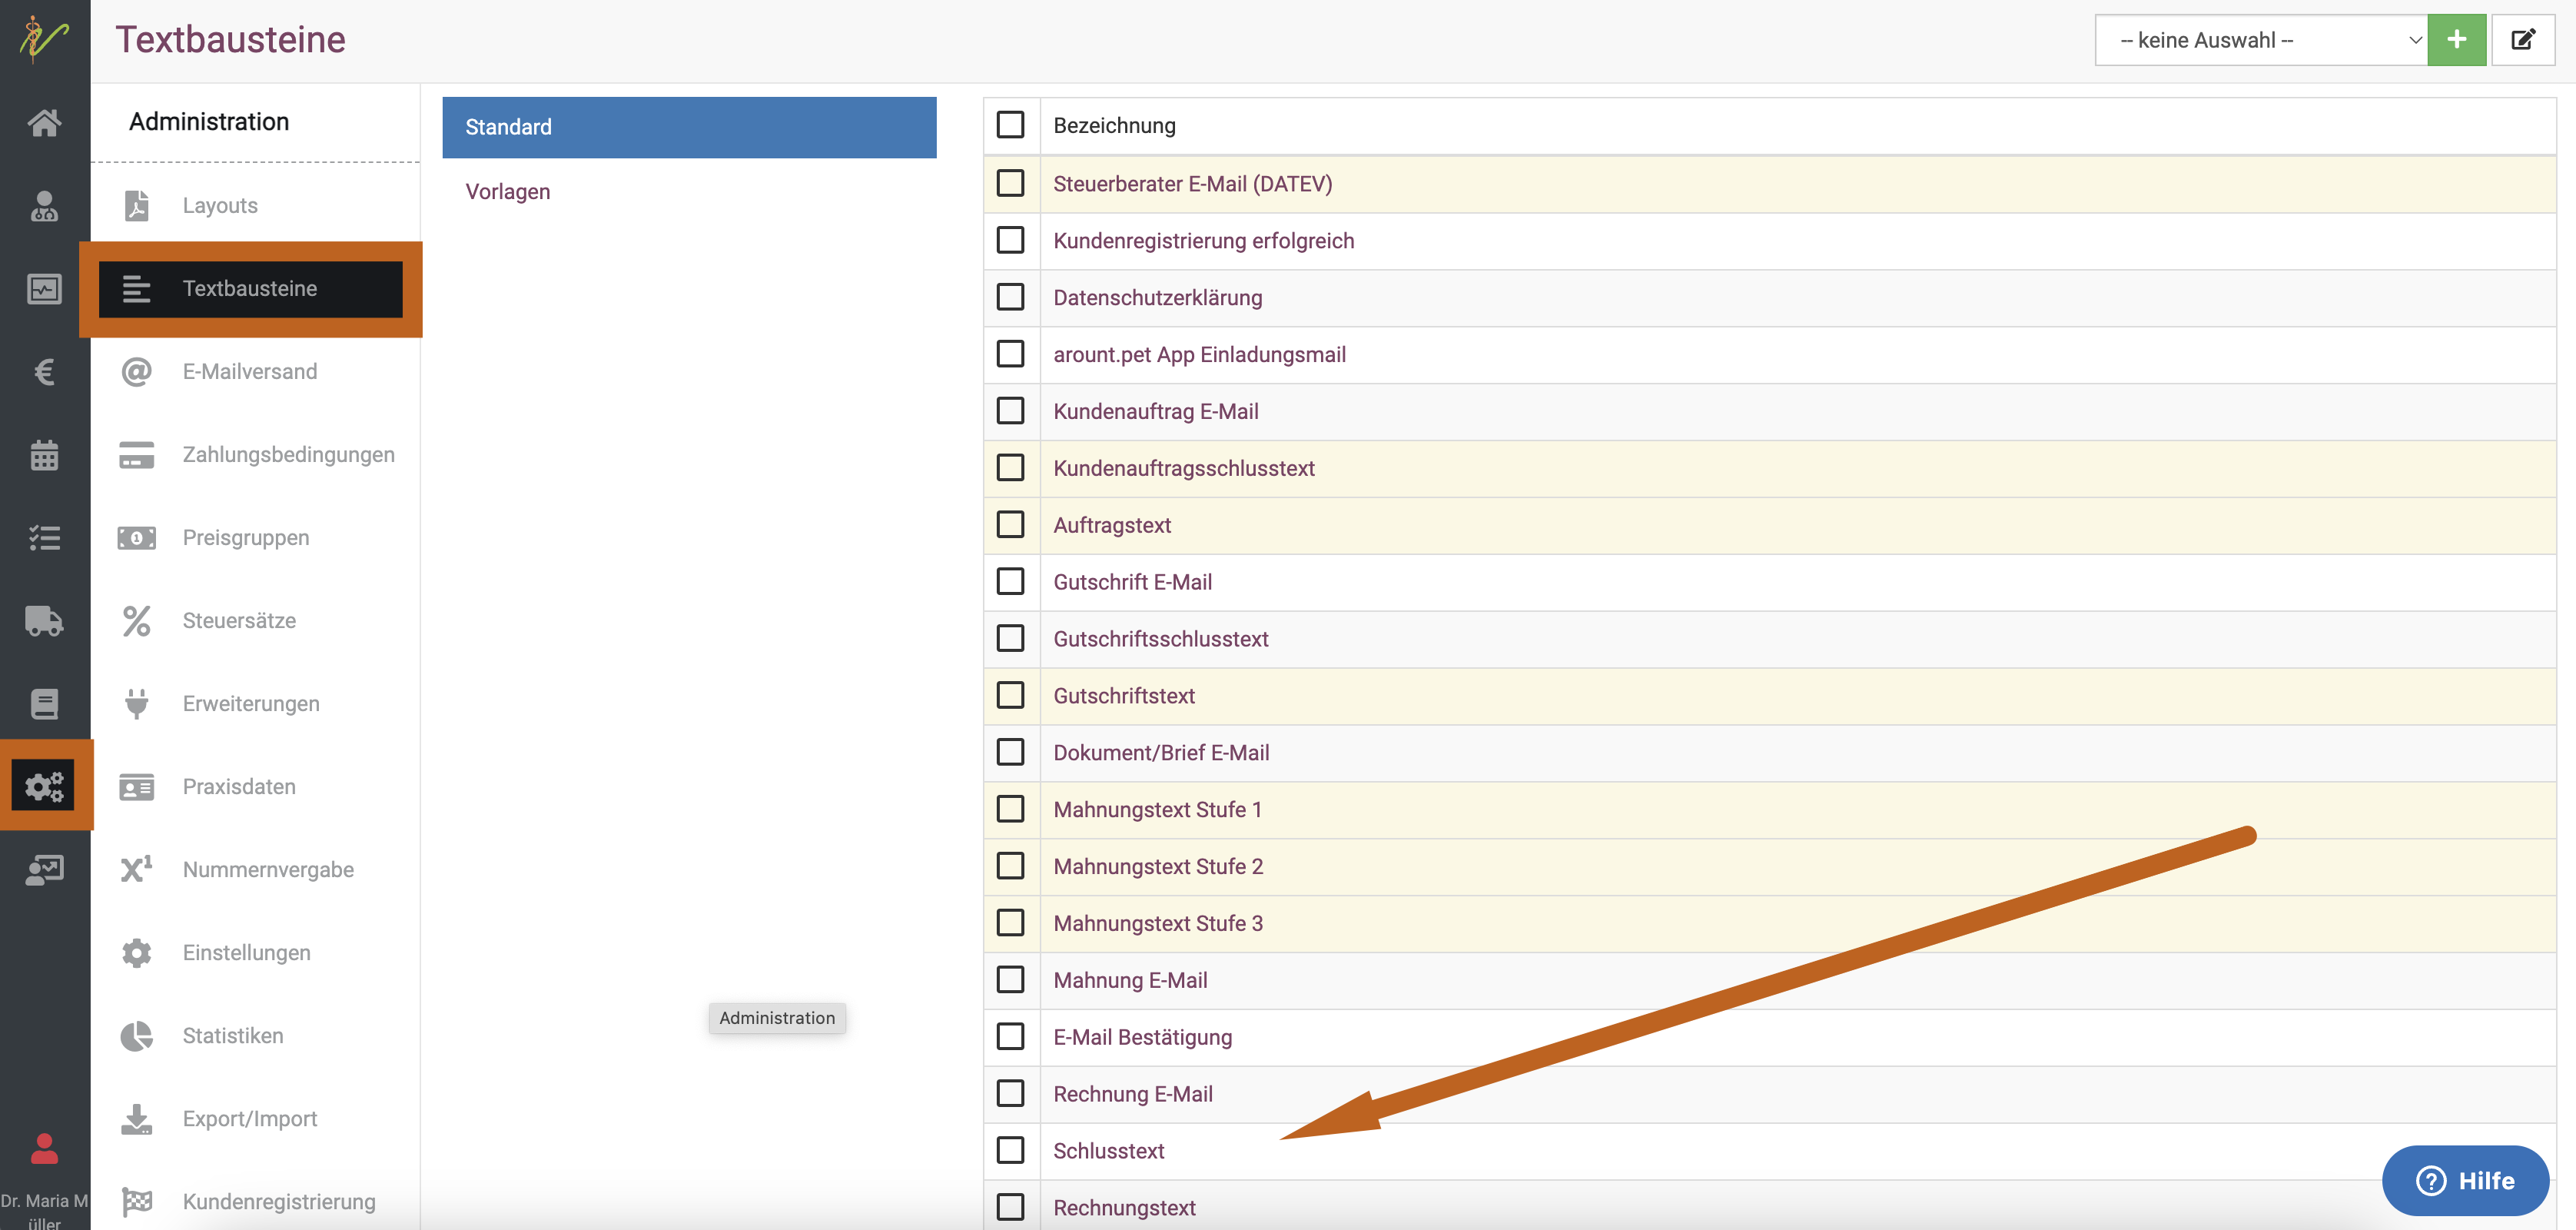 Textbausteine
-- keine Auswahl --
Administration
Layouts
Textbausteine
E-Mailversand
Zahlungsbedingungen
Preisgruppen
Steuersätze
Erweiterungen
Praxisdaten
Nummernvergabe
Einstellungen
Statistiken
Export/Import
Kundenregistrierung
Dr. Maria M
üller
Standard
Vorlagen
Administration
Bezeichnung
Steuerberater E-Mail (DATEV)
Kundenregistrierung erfolgreich
Datenschutzerklärung
arount.pet App Einladungsmail
Kundenauftrag E-Mail
Kundenauftragsschlusstext
Auftragstext
Gutschrift E-Mail
Gutschriftsschlusstext
Gutschriftstext
Dokument/Brief E-Mail
Mahnungstext Stufe 1
Mahnungstext Stufe 2
Mahnungstext Stufe 3
Mahnung E-Mail
E-Mail Bestätigung
Rechnung E-Mail
Schlusstext
Rechnungstext
Hilfe